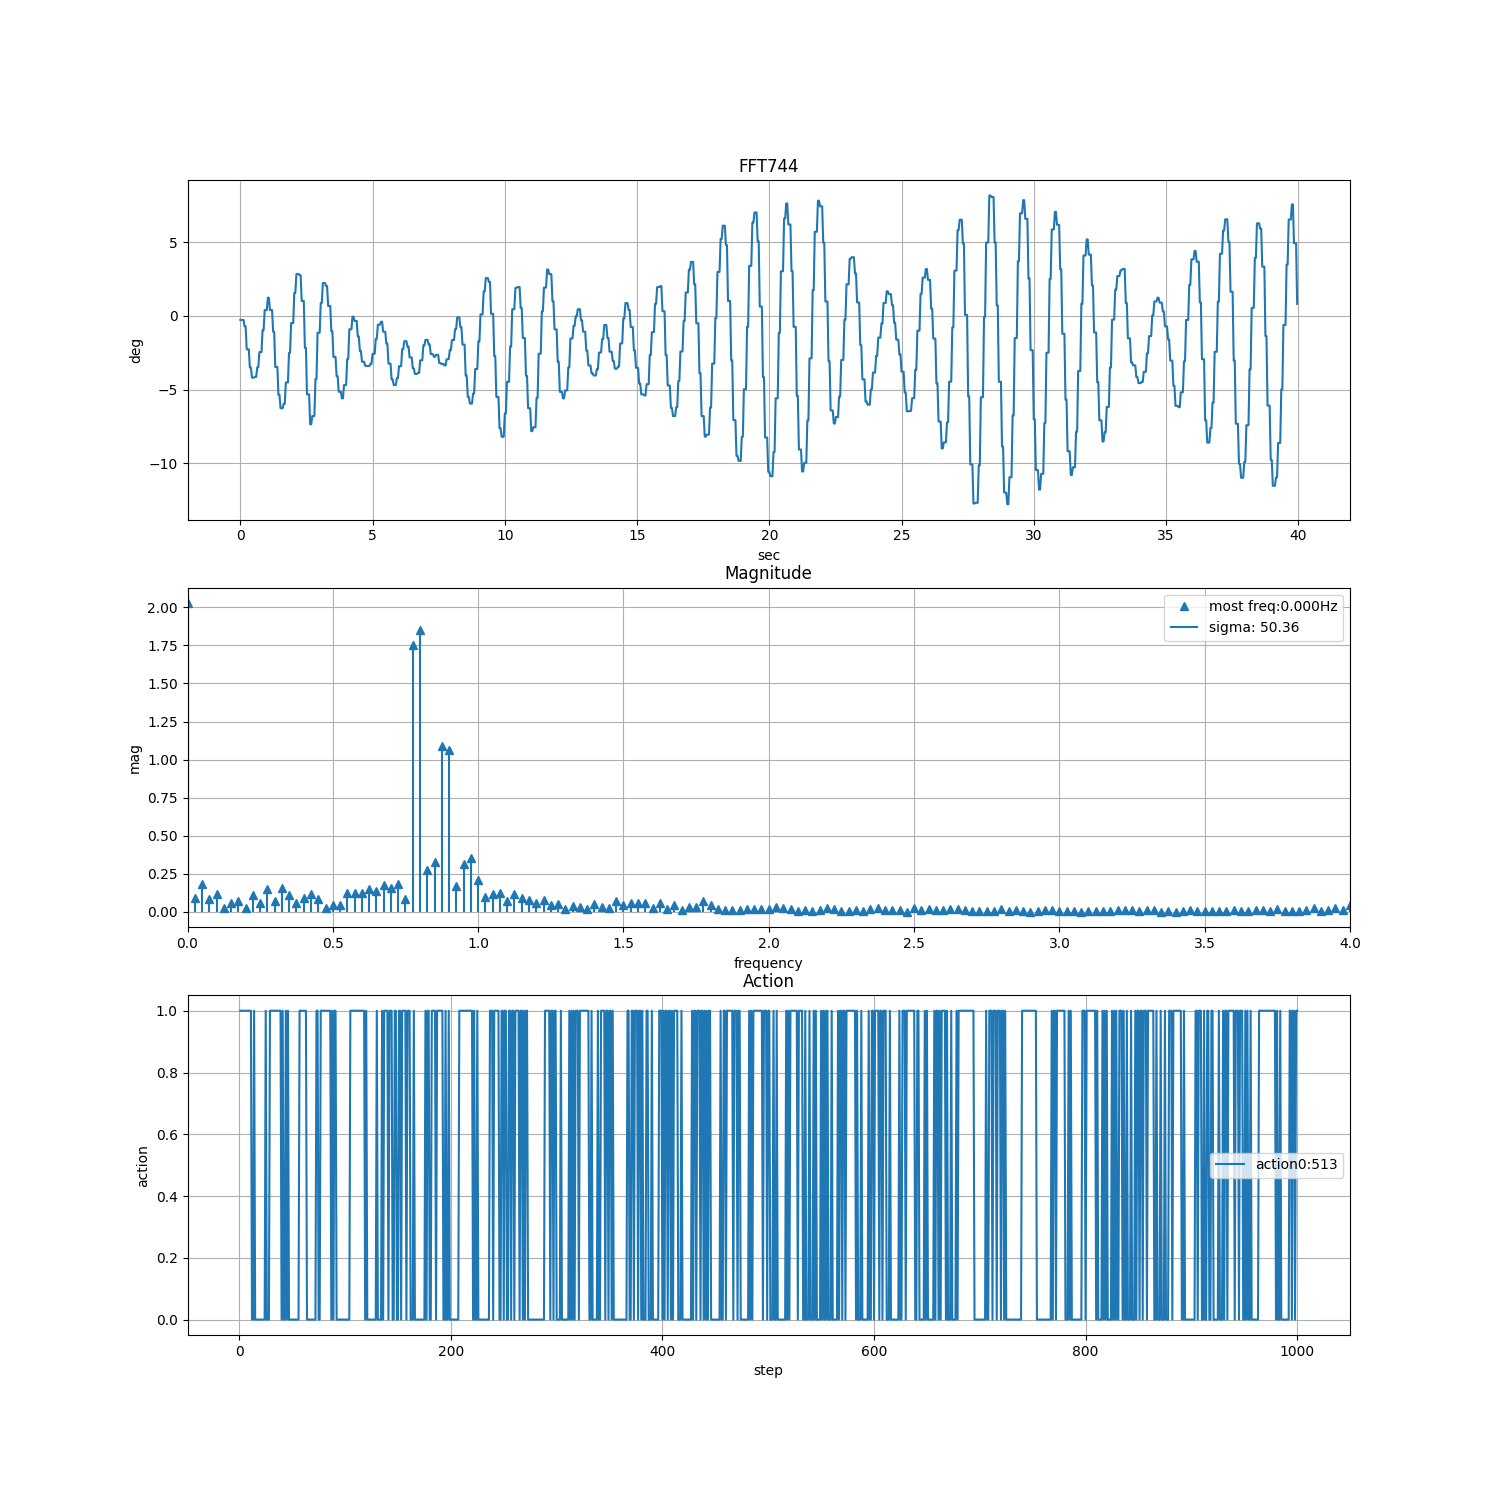 FFT744
5
0
−5
−10
deg
0 5 10 15 20 25 30 35 40
sec
Magnitude
2.00
1.75
1.50
1.25
1.00
0.75
0.50
0.25
0.00
mag
most freq:0.000Hz
sigma: 50.36
0.0 0.5 1.0 1.5 2.0 2.5 3.0 3.5 4.0
frequency
Action
1.0
0.8
0.6
0.4
0.2
0.0
action
action0:513
0 200 400 600 800 1000
step